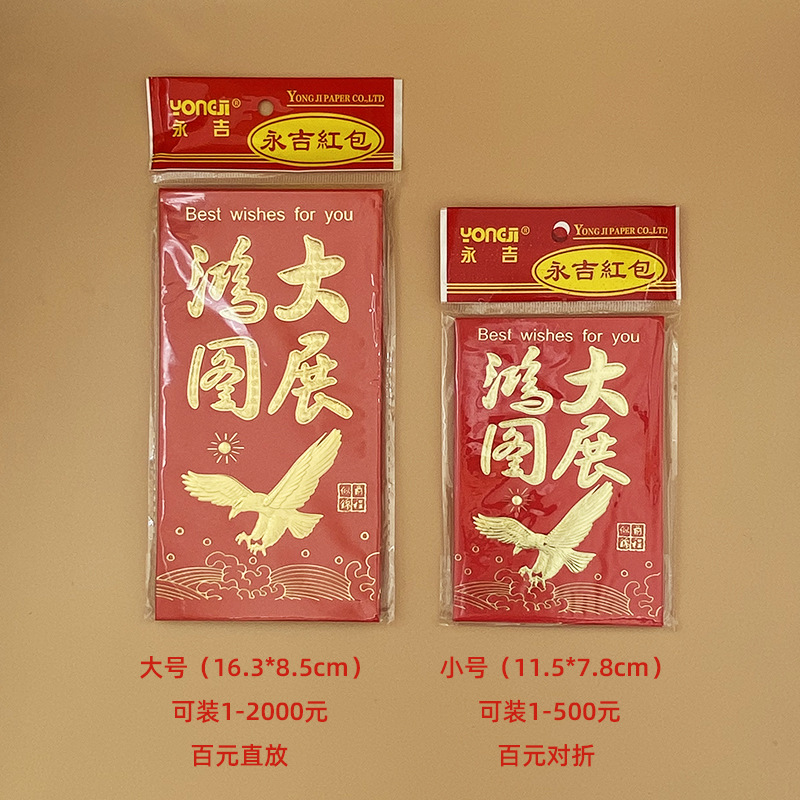 YONGJI®
永吉
YONG JI PAPER CO.,LTD
永吉紅包
Best wishes for you
大展
鸿图
YONGJI®
永吉
YONG JI PAPER CO.,LTD
永吉紅包
Best wishes for you
大展
鸿图
大号（16.3*8.5cm）
可装1-2000元
百元直放
小号（11.5*7.8cm）
可装1-500元
百元对折